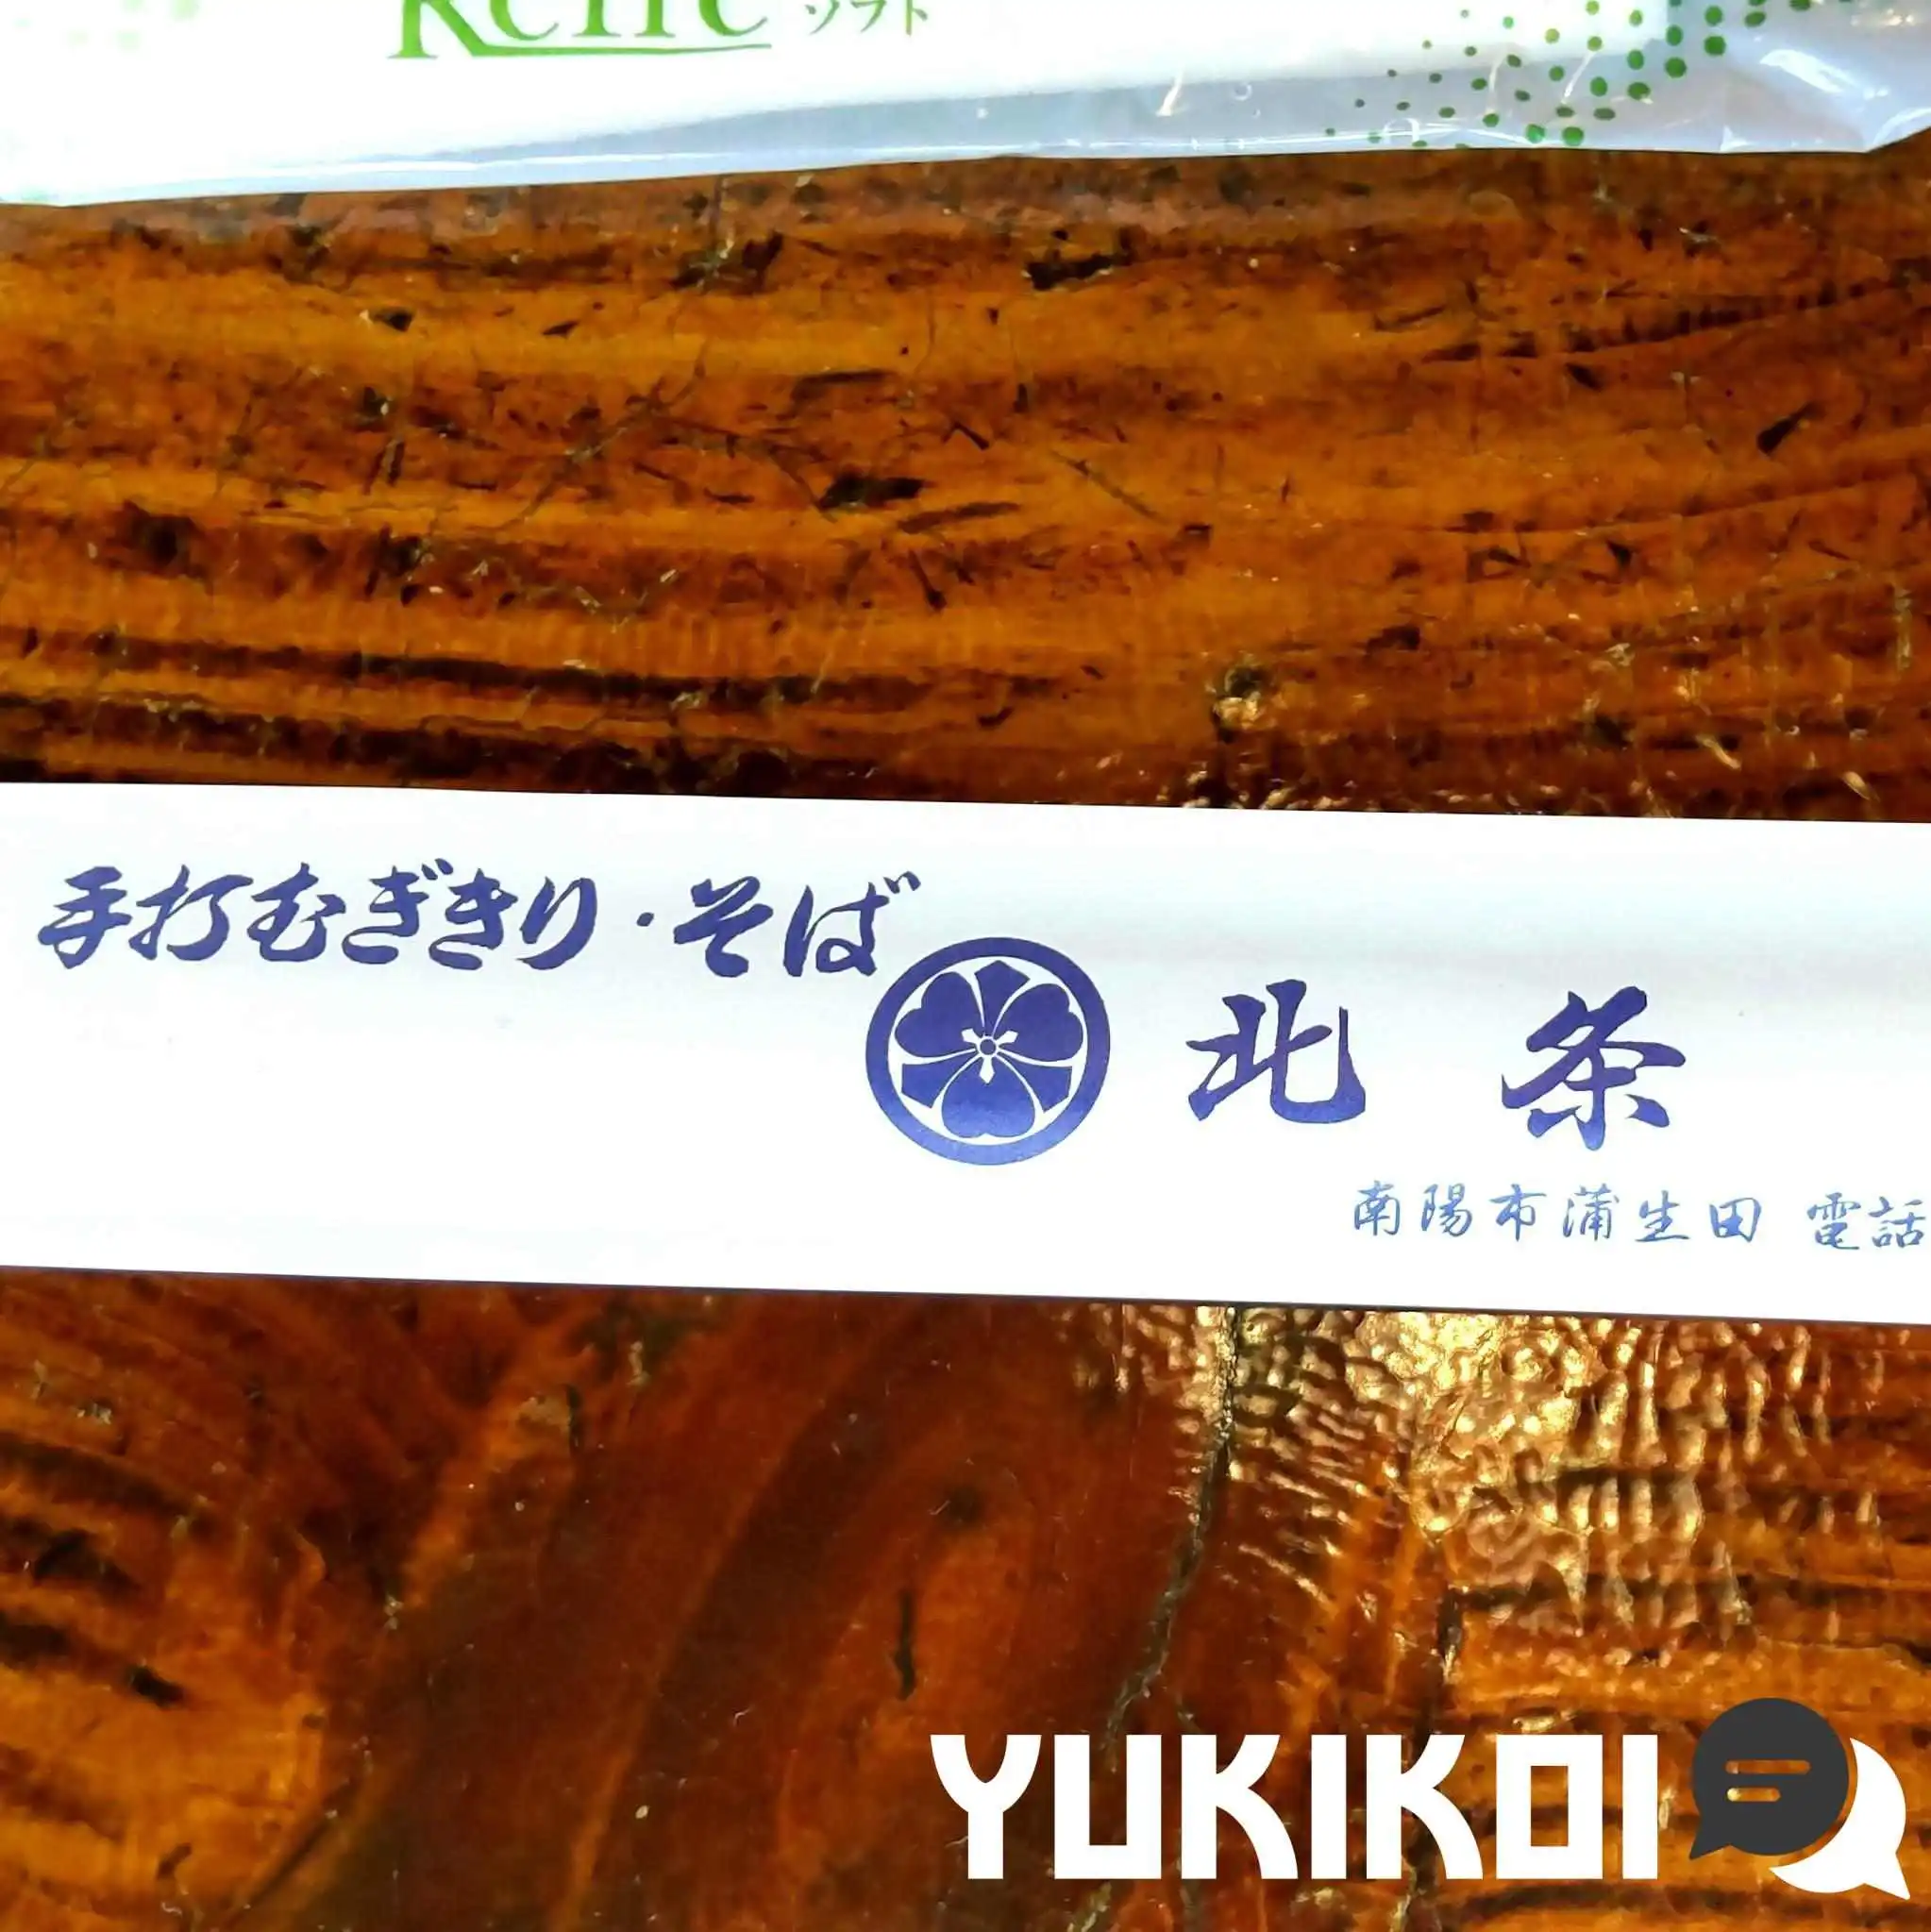 ソフト
手打むぎきり・そば
北条
南陽市蒲生田 電話
YUKIKOI